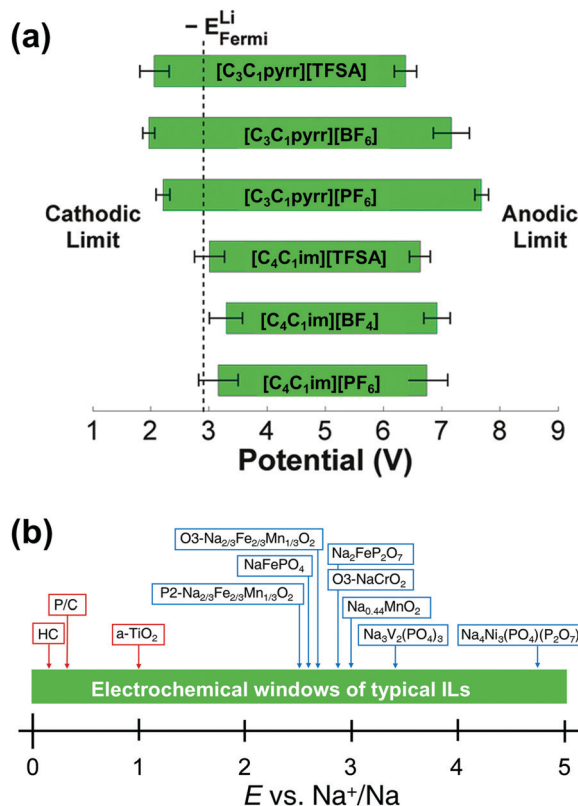 (a)
− E^Li_Fermi
[C₃C₁pyrr][TFSA]
[C₃C₁pyrr][BF₆]
[C₃C₁pyrr][PF₆]
Cathodic Limit
Anodic Limit
[C₄C₁im][TFSA]
[C₄C₁im][BF₄]
[C₄C₁im][PF₆]
1 2 3 4 5 6 7 8 9
Potential (V)
(b)
O3-Na₂/₃Fe₂/₃Mn₁/₃O₂
Na₂FeP₂O₇
NaFePO₄
O3-NaCrO₂
P2-Na₂/₃Fe₂/₃Mn₁/₃O₂
P/C
Na₀.₄₄MnO₂
HC
a-TiO₂
Na₃V₂(PO₄)₃
Na₄Ni₃(PO₄)(P₂O₇)
Electrochemical windows of typical ILs
0 1 2 3 4 5
E vs. Na⁺/Na